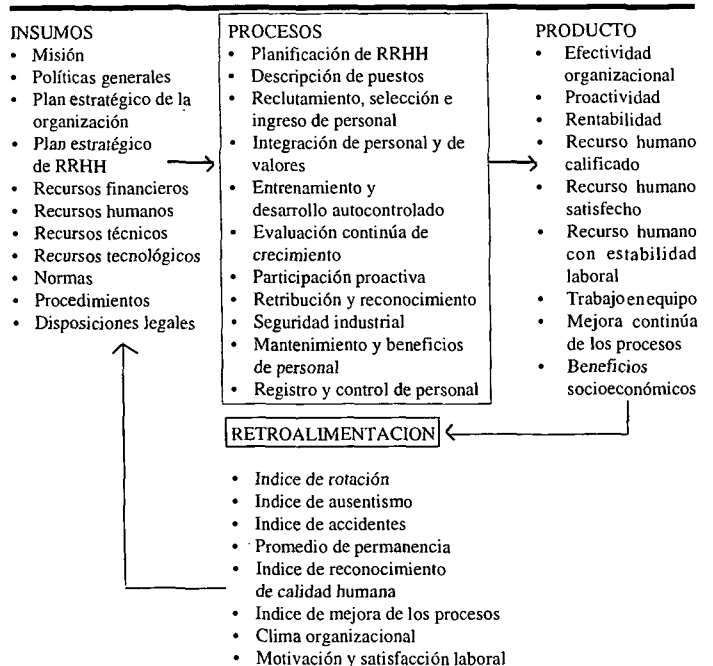 INSUMOS
• Misión
• Políticas generales
• Plan estratégico de la
organización
• Plan estratégico
de RRHH
• Recursos financieros
• Recursos humanos
• Recursos técnicos
• Recursos tecnológicos
• Normas
• Procedimientos
• Disposiciones legales
PROCESOS
• Planificación de RRHH
• Descripción de puestos
• Reclutamiento, selección e
ingreso de personal
• Integración de personal y de
valores
• Entrenamiento y
desarrollo autocontrolado
• Evaluación continúa de
crecimiento
• Participación proactiva
• Retribución y reconocimiento
• Seguridad industrial
• Mantenimiento y beneficios
de personal
• Registro y control de personal
PRODUCTO
• Efectividad
organizacional
• Proactividad
• Rentabilidad
• Recurso humano
calificado
• Recurso humano
satisfecho
• Recurso humano
con estabilidad
laboral
• Trabajo en equipo
• Mejora continúa
de los procesos
• Beneficios
socioeconómicos
RETROALIMENTACION
• Indice de rotación
• Indice de ausentismo
• Indice de accidentes
• Promedio de permanencia
• Indice de reconocimiento
de calidad humana
• Indice de mejora de los procesos
• Clima organizacional
• Motivación y satisfacción laboral